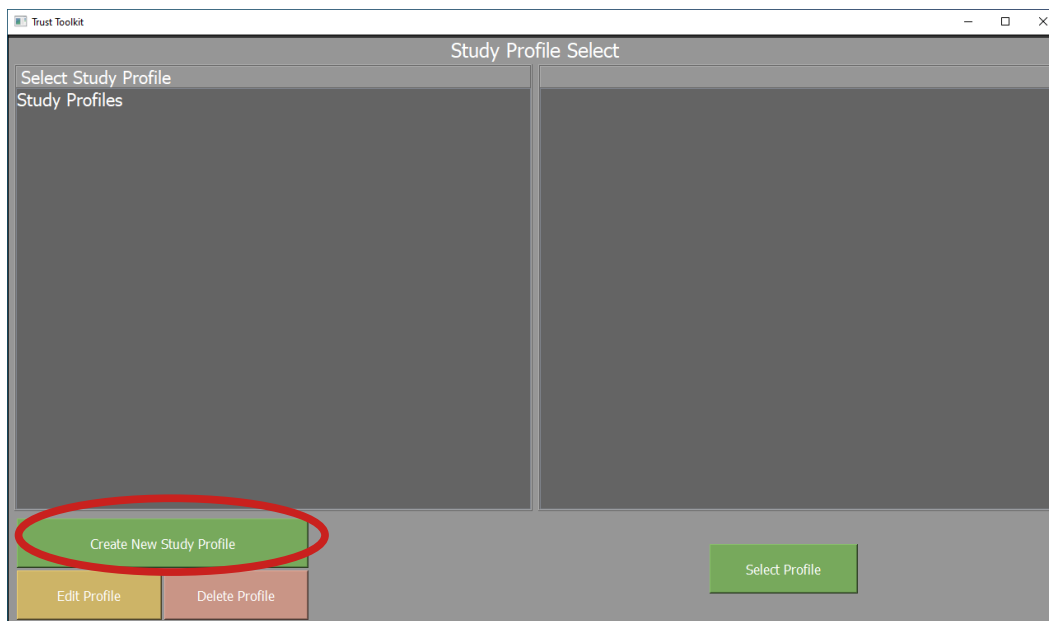 Trust Toolkit
Study Profile Select
Select Study Profile
Study Profiles
Create New Study Profile
Select Profile
Edit Profile
Delete Profile